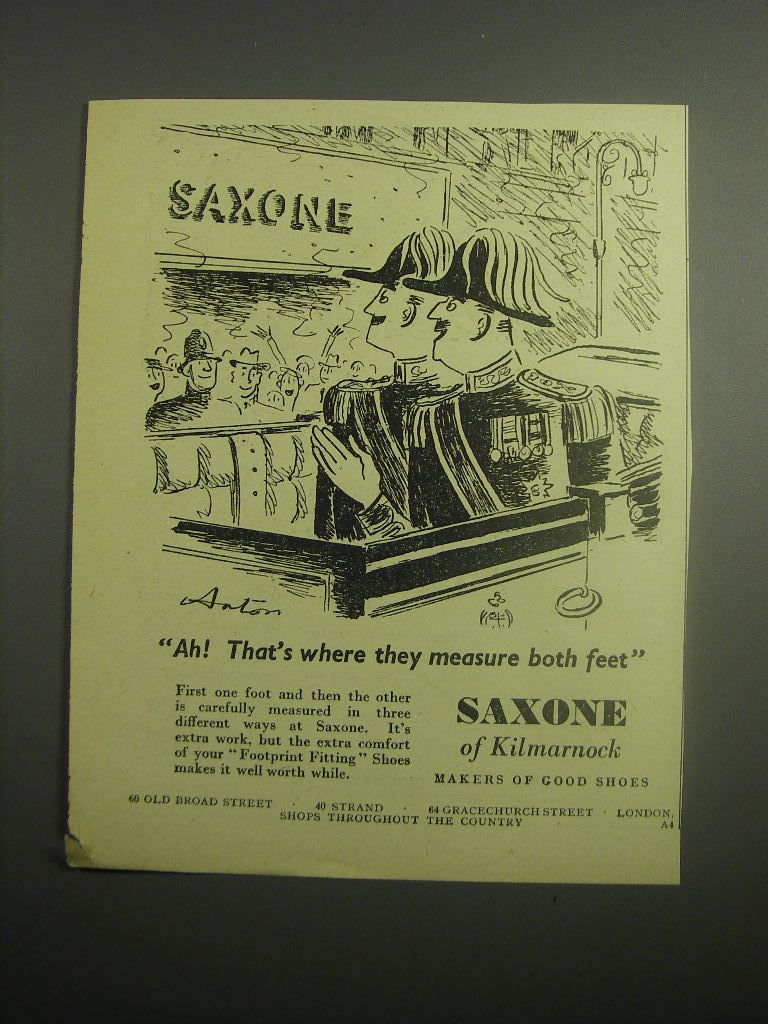 SAXONE
Anton
"Ah! That's where they measure both feet"
First one foot and then the other
is carefully measured in three
different ways at Saxone. It's
extra work, but the extra comfort
of your "Footprint Fitting" Shoes
makes it well worth while.
SAXONE
of Kilmarnock
MAKERS OF GOOD SHOES
60 OLD BROAD STREET · 40 STRAND · 64 GRACECHURCH STREET · LONDON,
SHOPS THROUGHOUT THE COUNTRY
A4